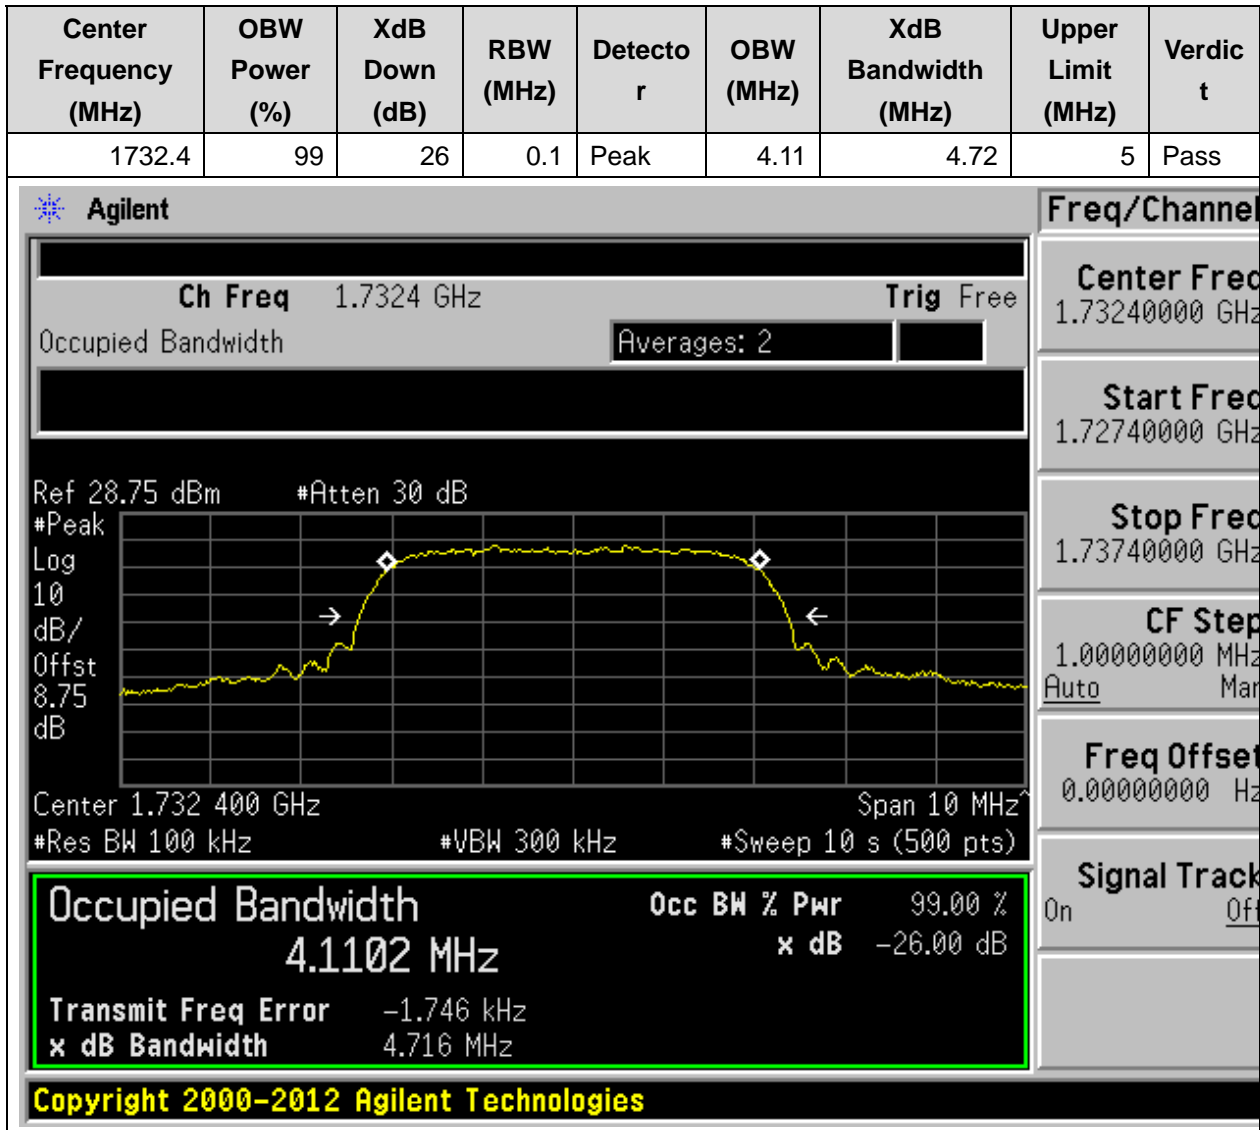 Center Frequency (MHz) OBW Power (%) XdB Down (dB) RBW (MHz) Detecto r OBW (MHz) XdB Bandwidth (MHz) Upper Limit (MHz) Verdic t
1732.4 99 26 0.1 Peak 4.11 4.72 5 Pass
Agilent
Ch Freq 1.7324 GHz Trig Free
Occupied Bandwidth Averages: 2
Ref 28.75 dBm #Atten 30 dB
#Peak
Log
10
dB/
Offst
8.75
dB
Center 1.732 400 GHz Span 10 MHz^
#Res BW 100 kHz #VBW 300 kHz #Sweep 10 s (500 pts)
Occupied Bandwidth Occ BW % Pwr 99.00 %
4.1102 MHz x dB -26.00 dB
Transmit Freq Error -1.746 kHz
x dB Bandwidth 4.716 MHz
Copyright 2000-2012 Agilent Technologies
Freq/Channel
Center Freq
1.73240000 GHz
Start Freq
1.72740000 GHz
Stop Freq
1.73740000 GHz
CF Step
1.00000000 MHz
Auto Man
Freq Offset
0.00000000 Hz
Signal Track
On Off